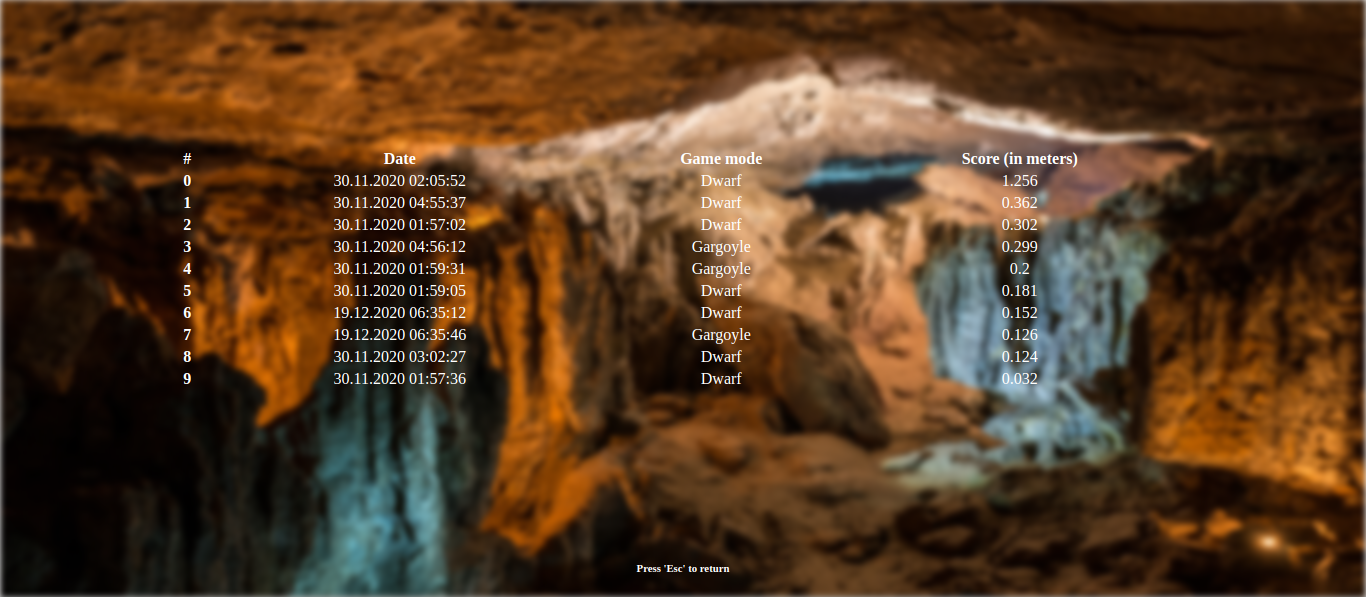 # Date Game mode Score (in meters)
0 30.11.2020 02:05:52 Dwarf 1.256
1 30.11.2020 04:55:37 Dwarf 0.362
2 30.11.2020 01:57:02 Dwarf 0.302
3 30.11.2020 04:56:12 Gargoyle 0.299
4 30.11.2020 01:59:31 Gargoyle 0.2
5 30.11.2020 01:59:05 Dwarf 0.181
6 19.12.2020 06:35:12 Dwarf 0.152
7 19.12.2020 06:35:46 Gargoyle 0.126
8 30.11.2020 03:02:27 Dwarf 0.124
9 30.11.2020 01:57:36 Dwarf 0.032
Press 'Esc' to return